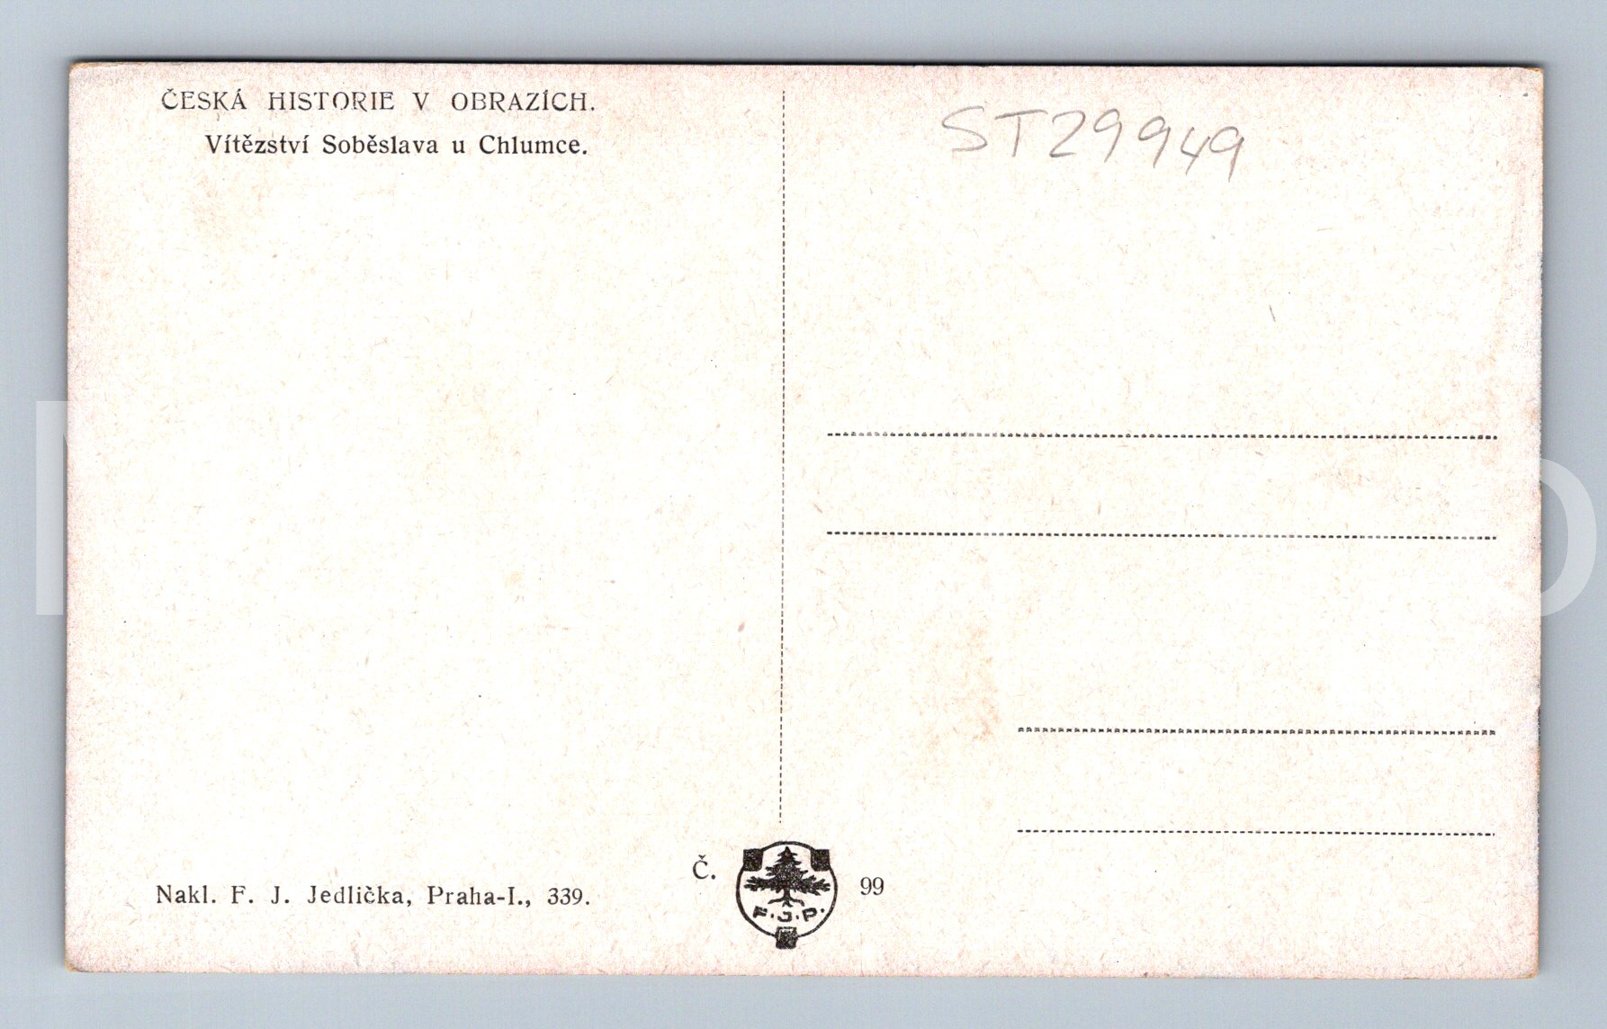 ČESKÁ HISTORIE V OBRAZÍCH.
Vítězství Soběslava u Chlumce.
ST29949
Nakl. F. J. Jedlička, Praha-I., 339.
Č.
F.J.P.
99